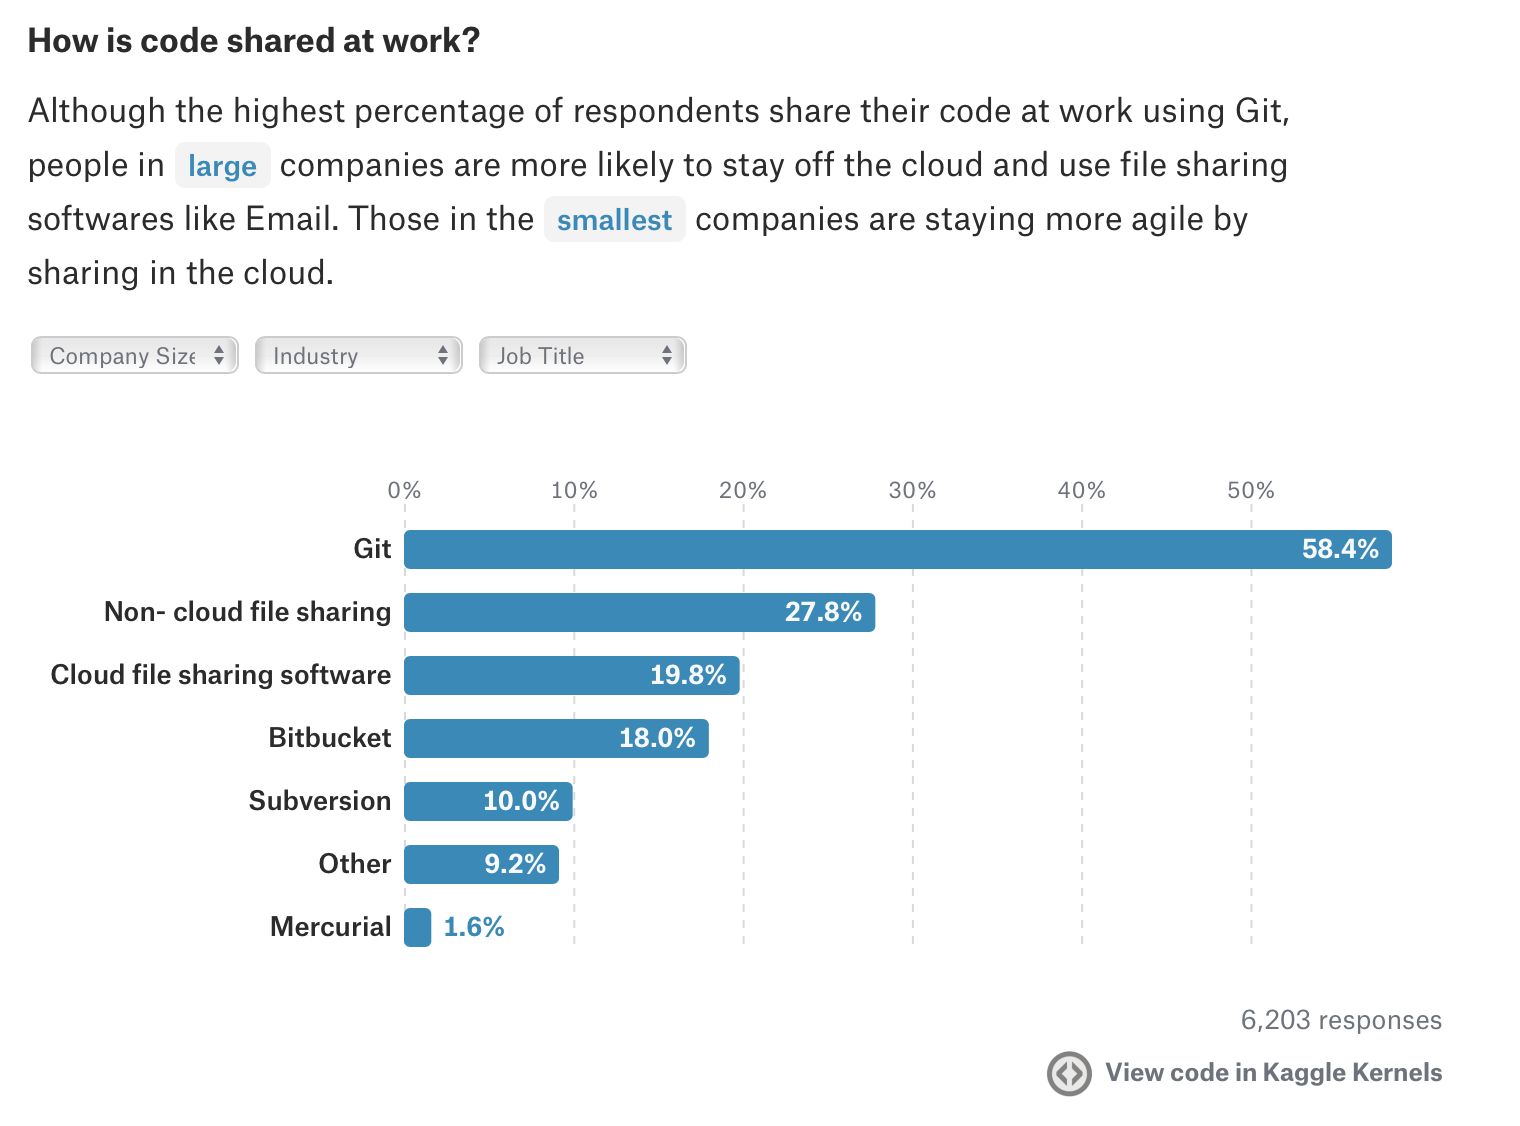 How is code shared at work?
Although the highest percentage of respondents share their code at work using Git,
people in large companies are more likely to stay off the cloud and use file sharing
softwares like Email. Those in the smallest companies are staying more agile by
sharing in the cloud.
Company Size Industry Job Title
0% 10% 20% 30% 40% 50%
Git 58.4%
Non- cloud file sharing 27.8%
Cloud file sharing software 19.8%
Bitbucket 18.0%
Subversion 10.0%
Other 9.2%
Mercurial 1.6%
6,203 responses
View code in Kaggle Kernels